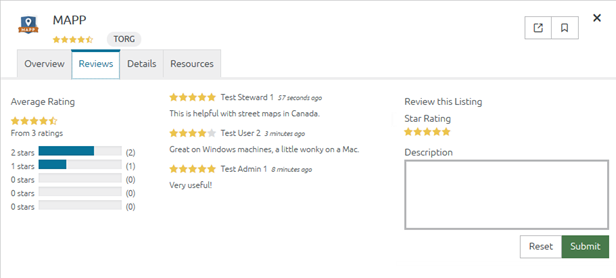 MAPP
MAPP
TORG
×
Overview Reviews Details Resources
Average Rating
From 3 ratings
2 stars (2)
1 stars (1)
0 stars (0)
0 stars (0)
0 stars (0)
Test Steward 1 57 seconds ago
This is helpful with street maps in Canada.
Test User 2 3 minutes ago
Great on Windows machines, a little wonky on a Mac.
Test Admin 1 8 minutes ago
Very useful!
Review this Listing
Star Rating
Description
Reset Submit